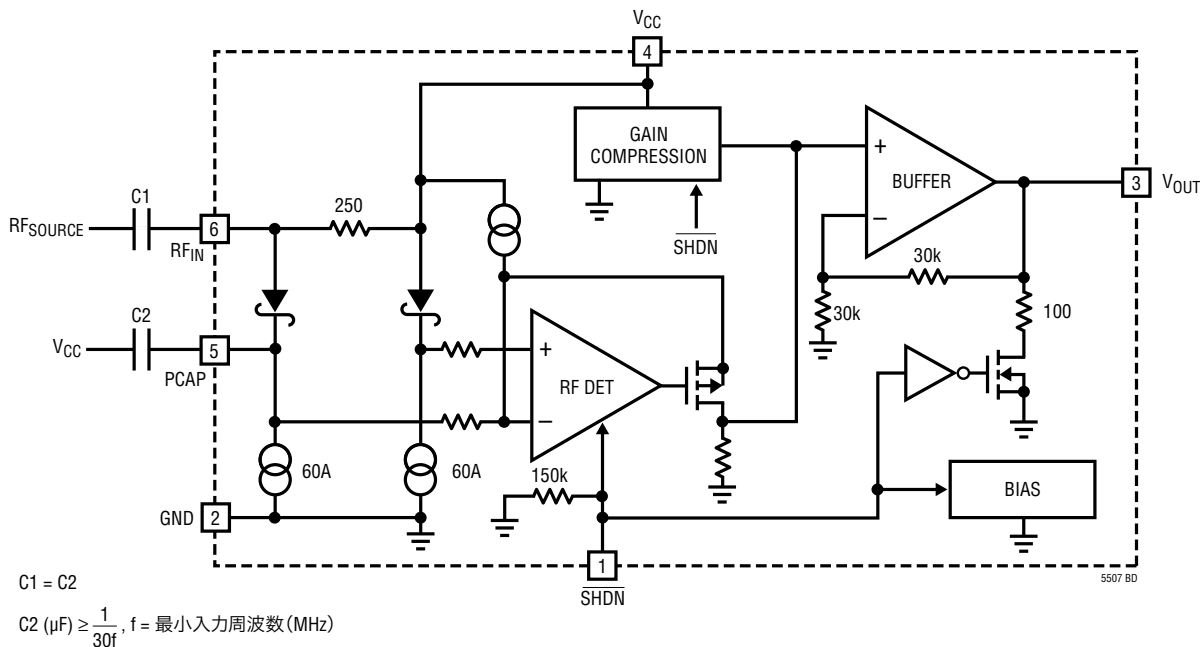 VCC
4
GAIN
COMPRESSION
SHDN
+
BUFFER
−
3
VOUT
C1
RFSOURCE
6
RFIN
250
30k
30k
100
C2
VCC
5
PCAP
+
RF DET
−
60A
60A
150k
BIAS
GND
2
1
SHDN
5507 BD
C1 = C2
C2 (µF) ≥ 1/30f , f = 最小入力周波数(MHz)